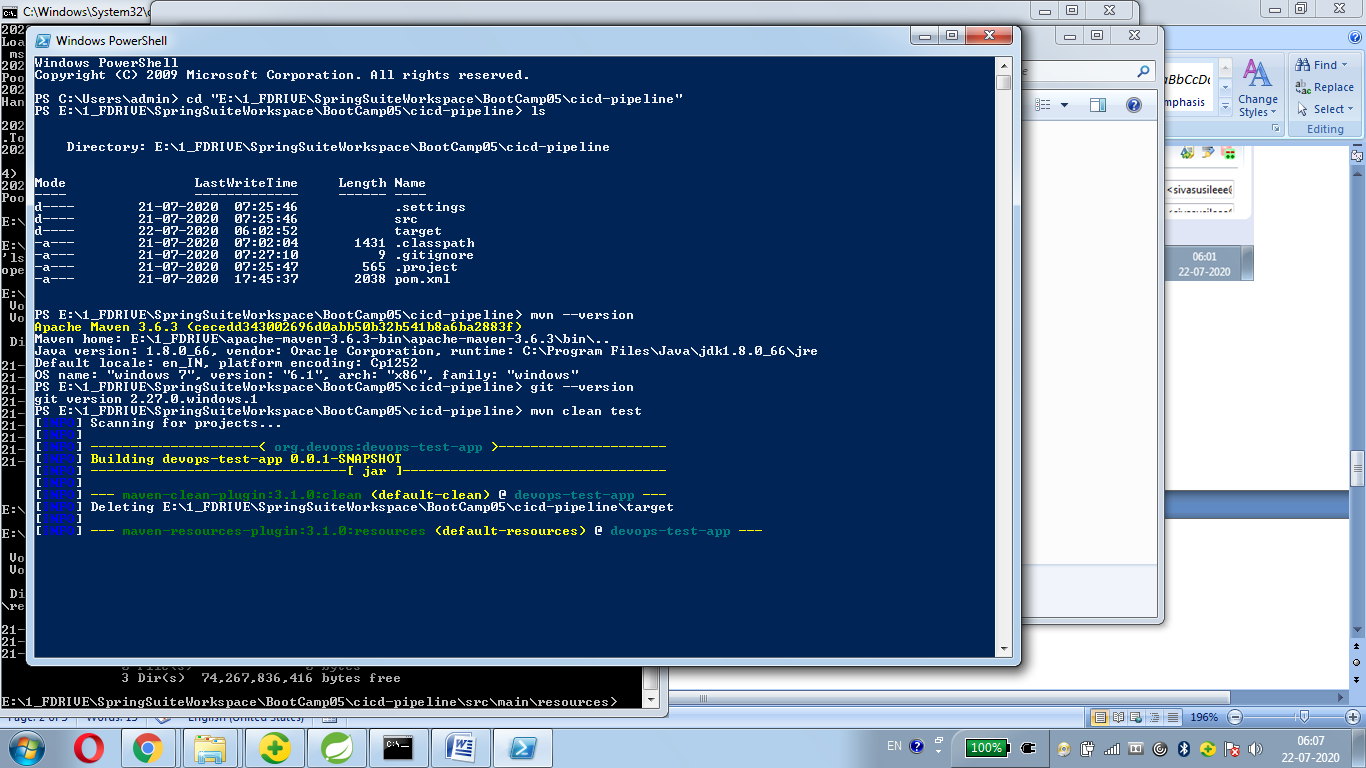 C:\Windows\System32\c
Windows PowerShell
Windows PowerShell
Copyright (C) 2009 Microsoft Corporation. All rights reserved.
PS C:\Users\admin> cd "E:\1_FDRIVE\SpringSuiteWorkspace\BootCamp05\cicd-pipeline"
PS E:\1_FDRIVE\SpringSuiteWorkspace\BootCamp05\cicd-pipeline> ls
Directory: E:\1_FDRIVE\SpringSuiteWorkspace\BootCamp05\cicd-pipeline
Mode LastWriteTime Length Name
---- ------------- ------ ----
d---- 21-07-2020 07:25:46 .settings
d---- 21-07-2020 07:25:46 src
d---- 22-07-2020 06:02:52 target
-a--- 21-07-2020 07:02:04 1431 .classpath
-a--- 21-07-2020 07:27:10 9 .gitignore
-a--- 21-07-2020 07:25:47 565 .project
-a--- 21-07-2020 17:45:37 2038 pom.xml
PS E:\1_FDRIVE\SpringSuiteWorkspace\BootCamp05\cicd-pipeline> mvn --version
Apache Maven 3.6.3 (cecedd343002696d0abb50b32b541b8a6ba2883f)
Maven home: E:\1_FDRIVE\apache-maven-3.6.3-bin\apache-maven-3.6.3\bin\..
Java version: 1.8.0_66, vendor: Oracle Corporation, runtime: C:\Program Files\Java\jdk1.8.0_66\jre
Default locale: en_IN, platform encoding: Cp1252
OS name: "windows 7", version: "6.1", arch: "x86", family: "windows"
PS E:\1_FDRIVE\SpringSuiteWorkspace\BootCamp05\cicd-pipeline> git --version
git version 2.27.0.windows.1
PS E:\1_FDRIVE\SpringSuiteWorkspace\BootCamp05\cicd-pipeline> mvn clean test
[INFO] Scanning for projects...
[INFO]
[INFO] ----------------------< org.devops:devops-test-app >---------------------
[INFO] Building devops-test-app 0.0.1-SNAPSHOT
[INFO] --------------------------------[ jar ]---------------------------------
[INFO]
[INFO] --- maven-clean-plugin:3.1.0:clean (default-clean) @ devops-test-app ---
[INFO] Deleting E:\1_FDRIVE\SpringSuiteWorkspace\BootCamp05\cicd-pipeline\target
[INFO]
[INFO] --- maven-resources-plugin:3.1.0:resources (default-resources) @ devops-test-app ---
3 Dir(s) 74,267,836,416 bytes free
E:\1_FDRIVE\SpringSuiteWorkspace\BootCamp05\cicd-pipeline\src\main\resources>
Find
Replace
Select
Editing
Change
Styles
mphasis
<sivasusileee@
06:01
22-07-2020
196%
EN
100%
06:07
22-07-2020